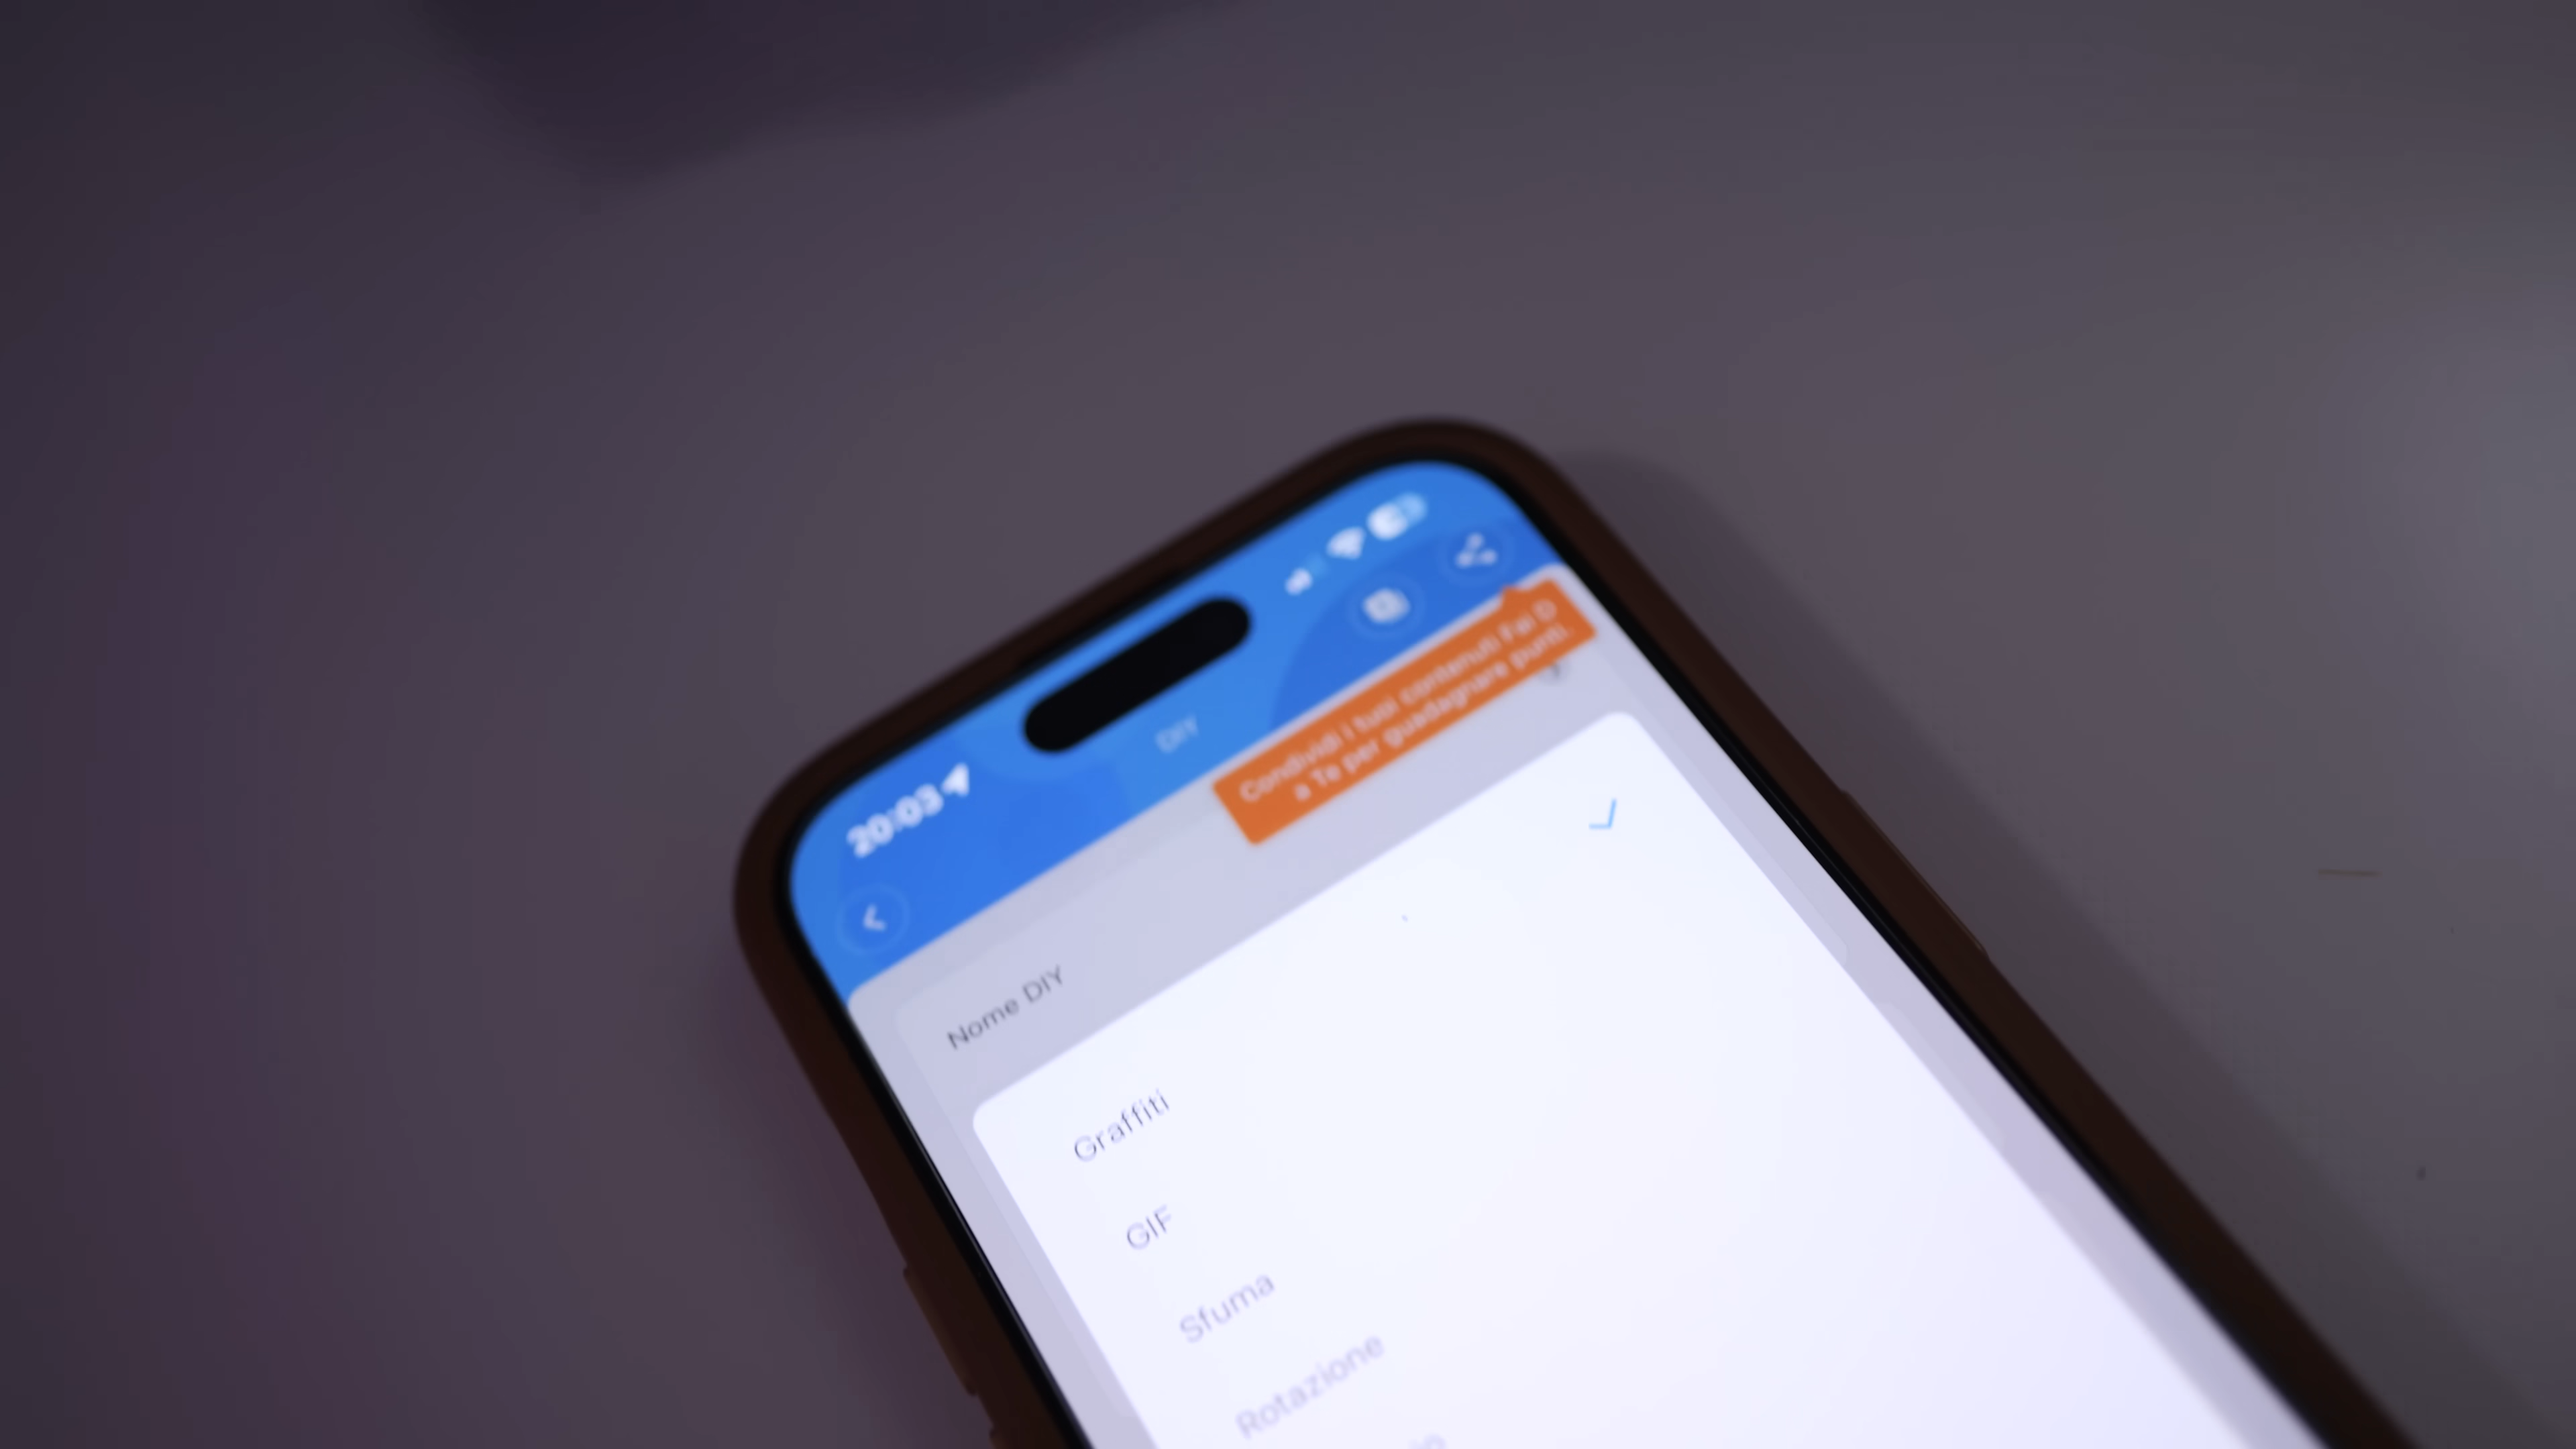 20:03
DIY
Condividi i tuoi contenuti Fai D
a Te per guadagnare punti.
Nome DIY
Graffiti
GIF
Sfuma
Rotazione